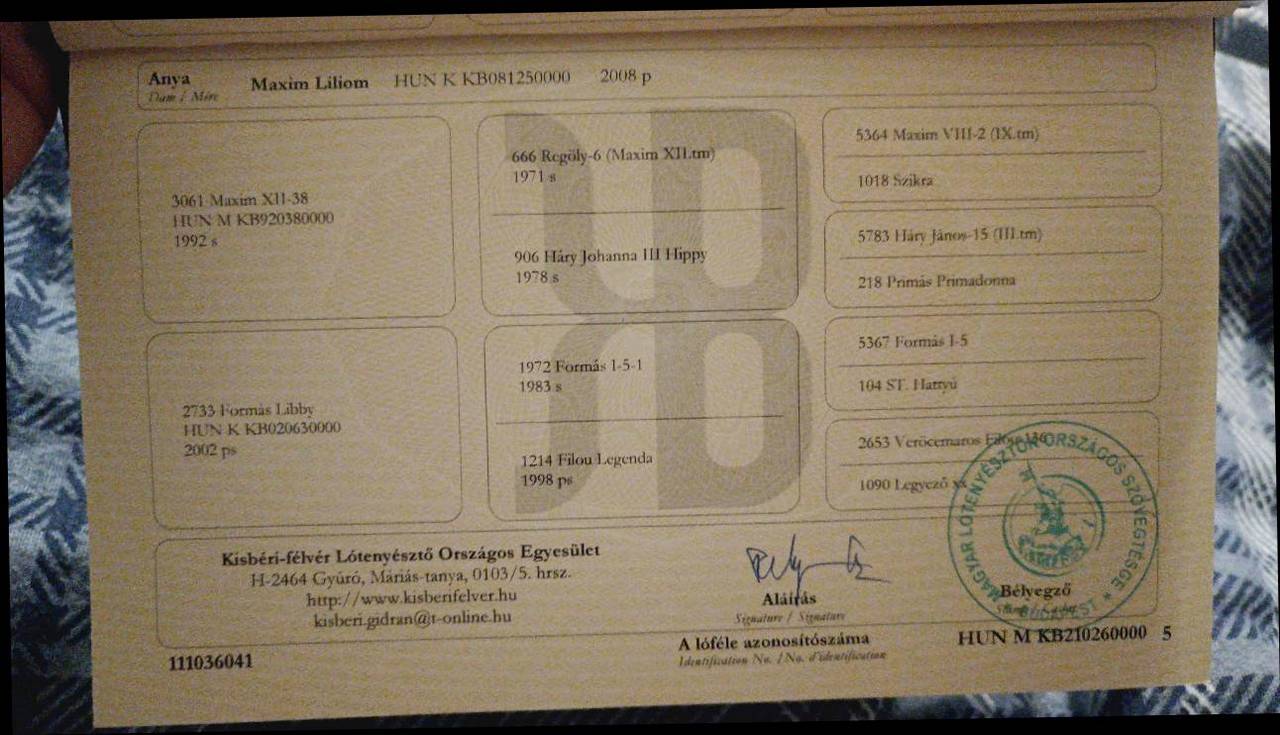 Anya Maxim Liliom HUN K KB081250000 2008 p
Dam / Mère
3061 Maxim XII-38
HUN M KB920380000
1992 s
2733 Formás Libby
HUN K KB020630000
2002 ps
666 Regöly-6 (Maxim XII.tm)
1971 s
906 Háry Johanna III Hippy
1978 s
1972 Formás I-5-1
1983 s
1214 Filou Legenda
1998 ps
5364 Maxim VIII-2 (IX.tm)
1018 Szikra
5783 Háry János-15 (III.tm)
218 Primás Primadonna
5367 Formás I-5
104 ST. Hattyú
2653 Verőcemaros Filou
1090 Legyező xx
Kisbéri-félvér Lótenyésztő Országos Egyesület
H-2464 Gyúró, Máriás-tanya, 0103/5. hrsz.
http://www.kisberifelver.hu
kisberi.gidran@t-online.hu
Aláírás
Signature / Signature
Bélyegző
MAGYAR LÓTENYÉSZTŐK ORSZÁGOS SZÖVETSÉGE * BUDAPEST *
A lóféle azonosítószáma
Identification No. / No. d'identification
HUN M KB210260000 5
111036041